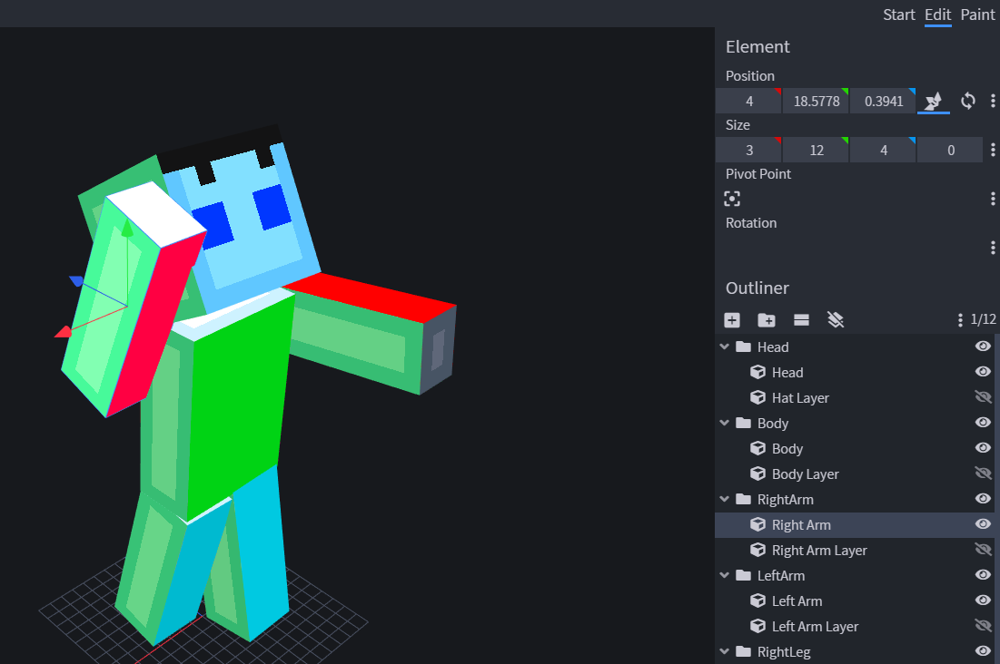 Start Edit Paint
Element
Position
4 18.5778 0.3941
Size
3 12 4 0
Pivot Point
Rotation
Outliner
1/12
Head
Head
Hat Layer
Body
Body
Body Layer
RightArm
Right Arm
Right Arm Layer
LeftArm
Left Arm
Left Arm Layer
RightLeg